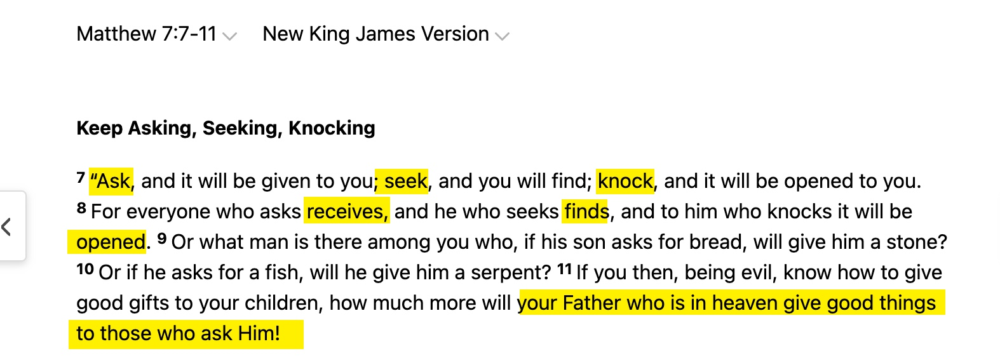 Matthew 7:7-11 New King James Version
Keep Asking, Seeking, Knocking
7 “Ask, and it will be given to you; seek, and you will find; knock, and it will be opened to you.
8 For everyone who asks receives, and he who seeks finds, and to him who knocks it will be
opened. 9 Or what man is there among you who, if his son asks for bread, will give him a stone?
10 Or if he asks for a fish, will he give him a serpent? 11 If you then, being evil, know how to give
good gifts to your children, how much more will your Father who is in heaven give good things
to those who ask Him!